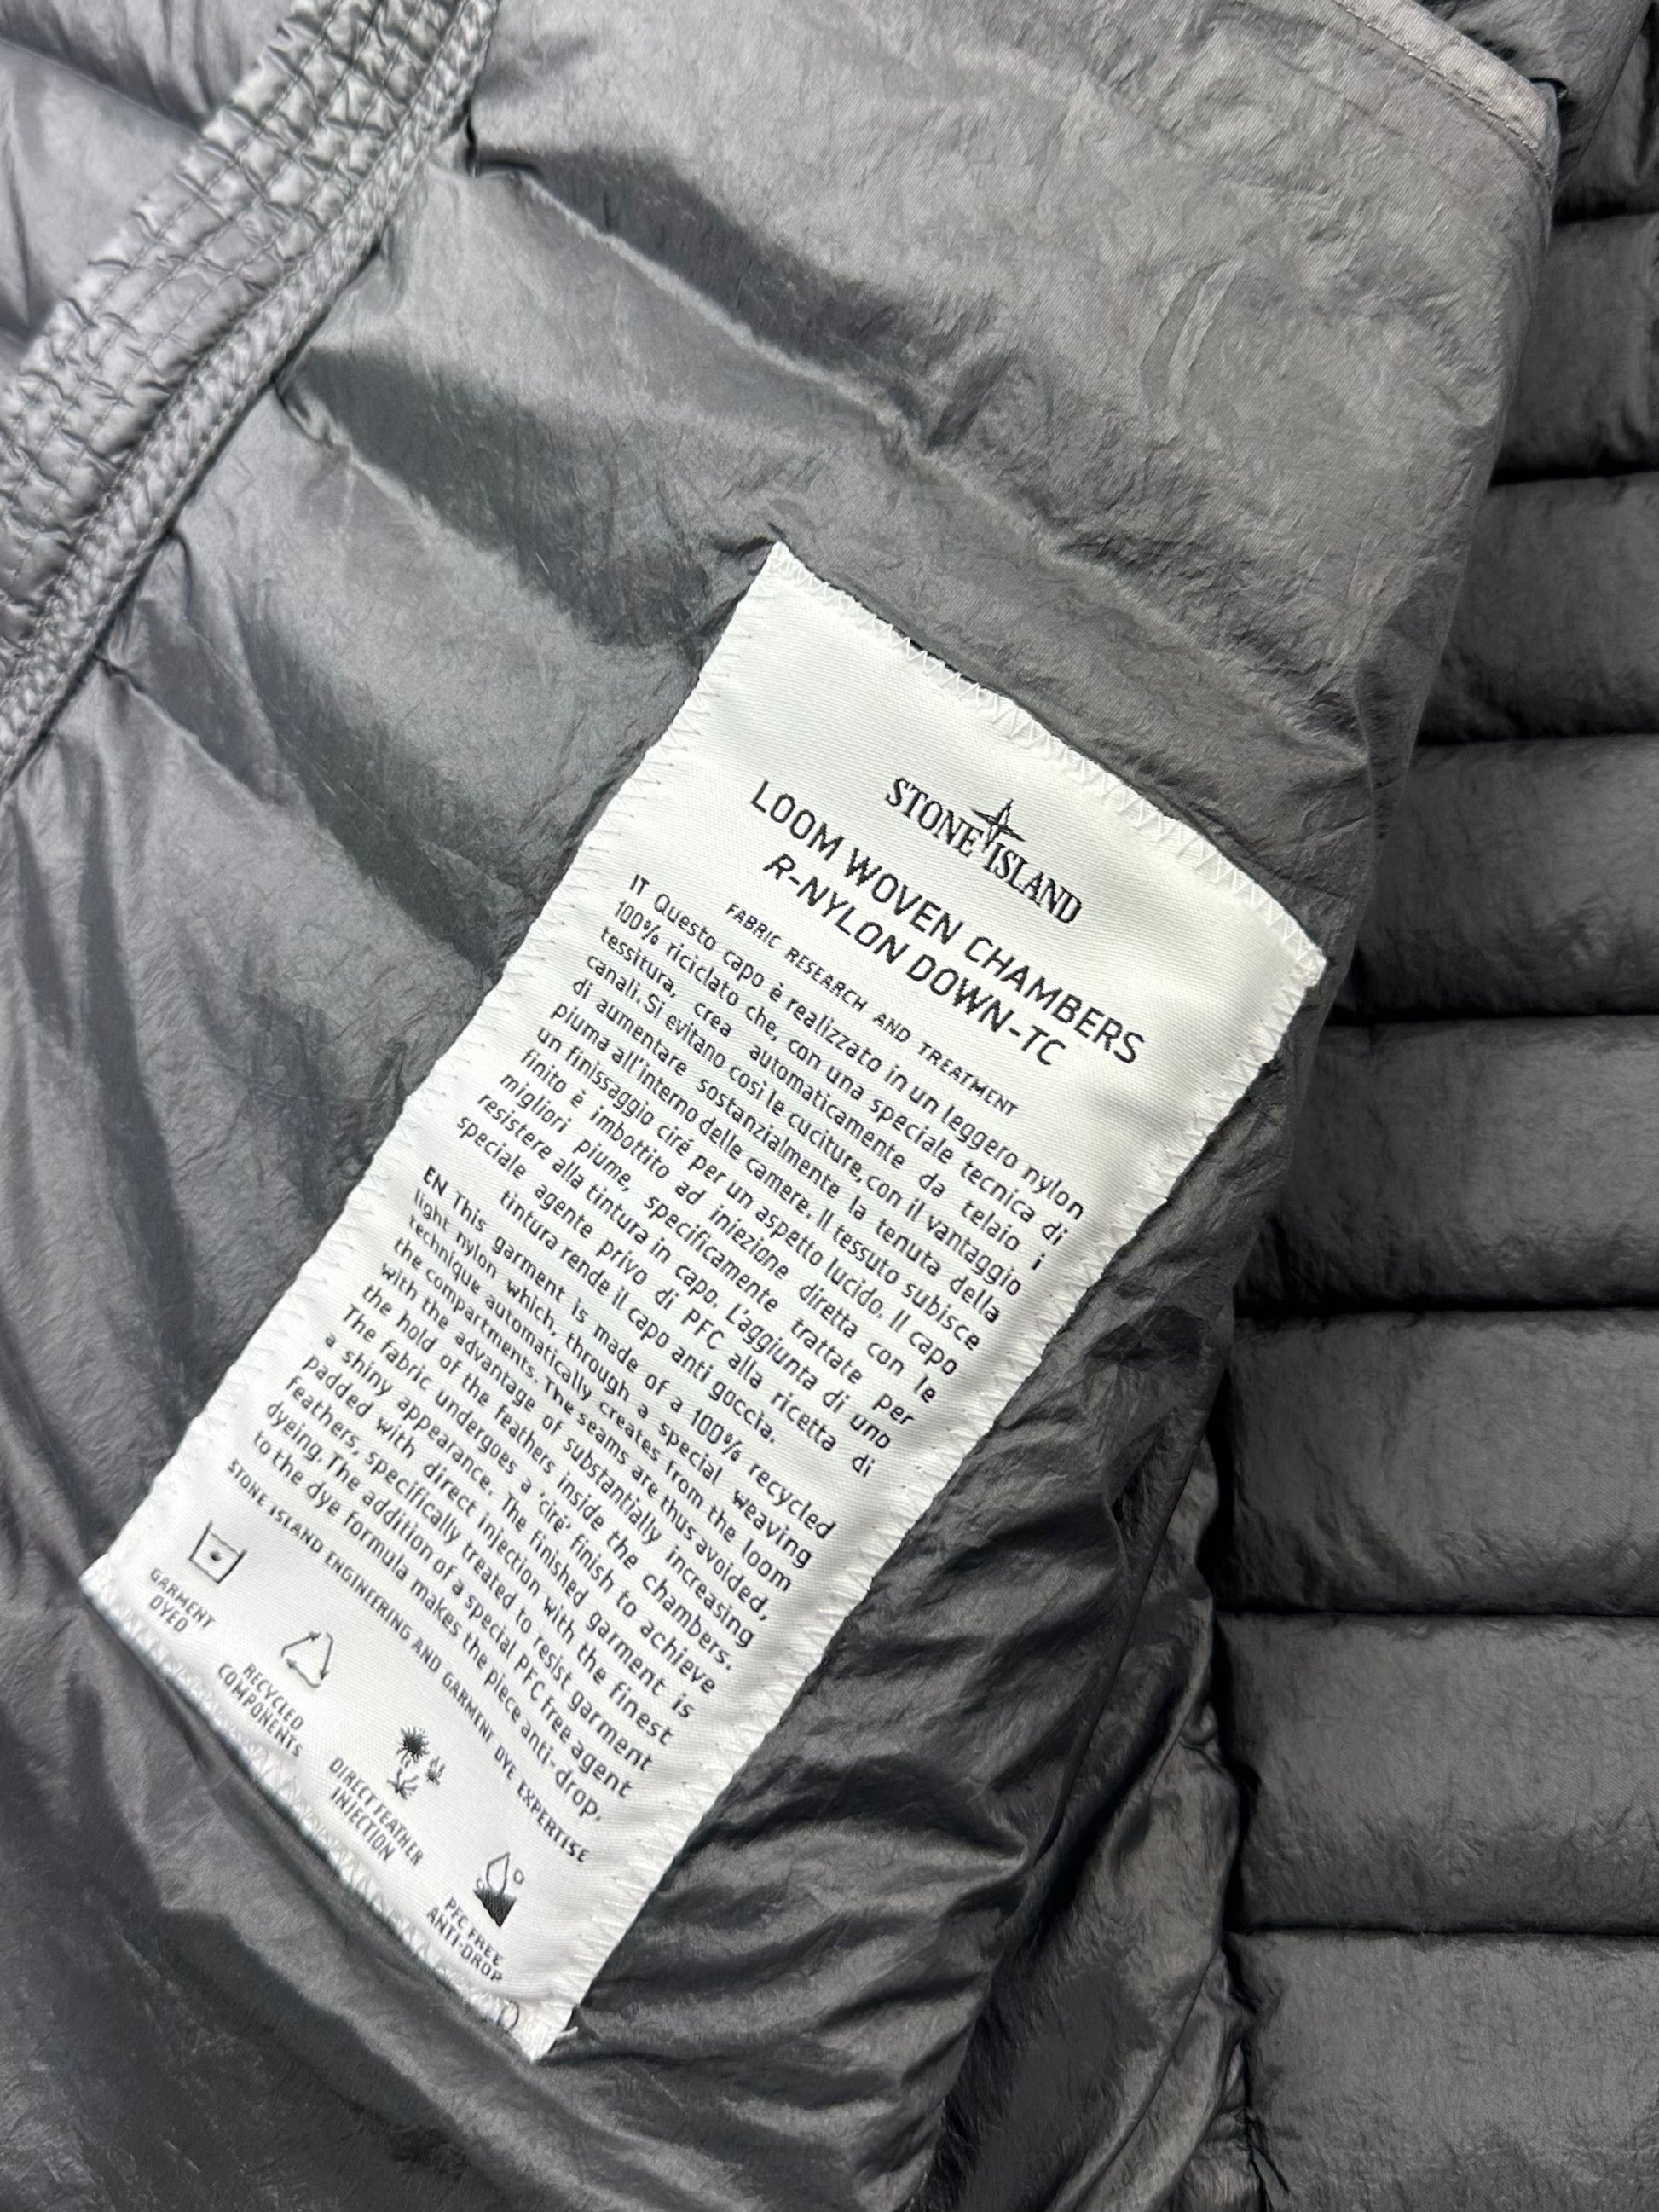 STONE ISLAND
LOOM WOVEN CHAMBERS
R-NYLON DOWN-TC
FABRIC RESEARCH AND TREATMENT
IT Questo capo è realizzato in un leggero nylon
100% riciclato che, con una speciale tecnica di
tessitura, crea automaticamente da telaio i
canali. Si evitano così le cuciture, con il vantaggio
di aumentare sostanzialmente la tenuta della
piuma all'interno delle camere. Il tessuto subisce
un finissaggio ciré per un aspetto lucido. Il capo
finito è imbottito ad iniezione diretta con le
migliori piume, specificamente trattate per
resistere alla tintura in capo. L'aggiunta di uno
speciale agente privo di PFC alla ricetta di
tintura rende il capo anti goccia.
EN This garment is made of a 100% recycled
light nylon which, through a special weaving
technique automatically creates from the loom
the compartments. The seams are thus avoided,
with the advantage of substantially increasing
the hold of the feathers inside the chambers.
The fabric undergoes a 'ciré' finish to achieve
a shiny appearance. The finished garment is
padded with direct injection with the finest
feathers, specifically treated to resist garment
dyeing. The addition of a special PFC free agent
to the dye formula makes the piece anti-drop.
STONE ISLAND ENGINEERING AND GARMENT DYE EXPERTISE
GARMENT
DYED
RECYCLED
COMPONENTS
DIRECT FEATHER
INJECTION
PFC FREE
ANTI-DROP